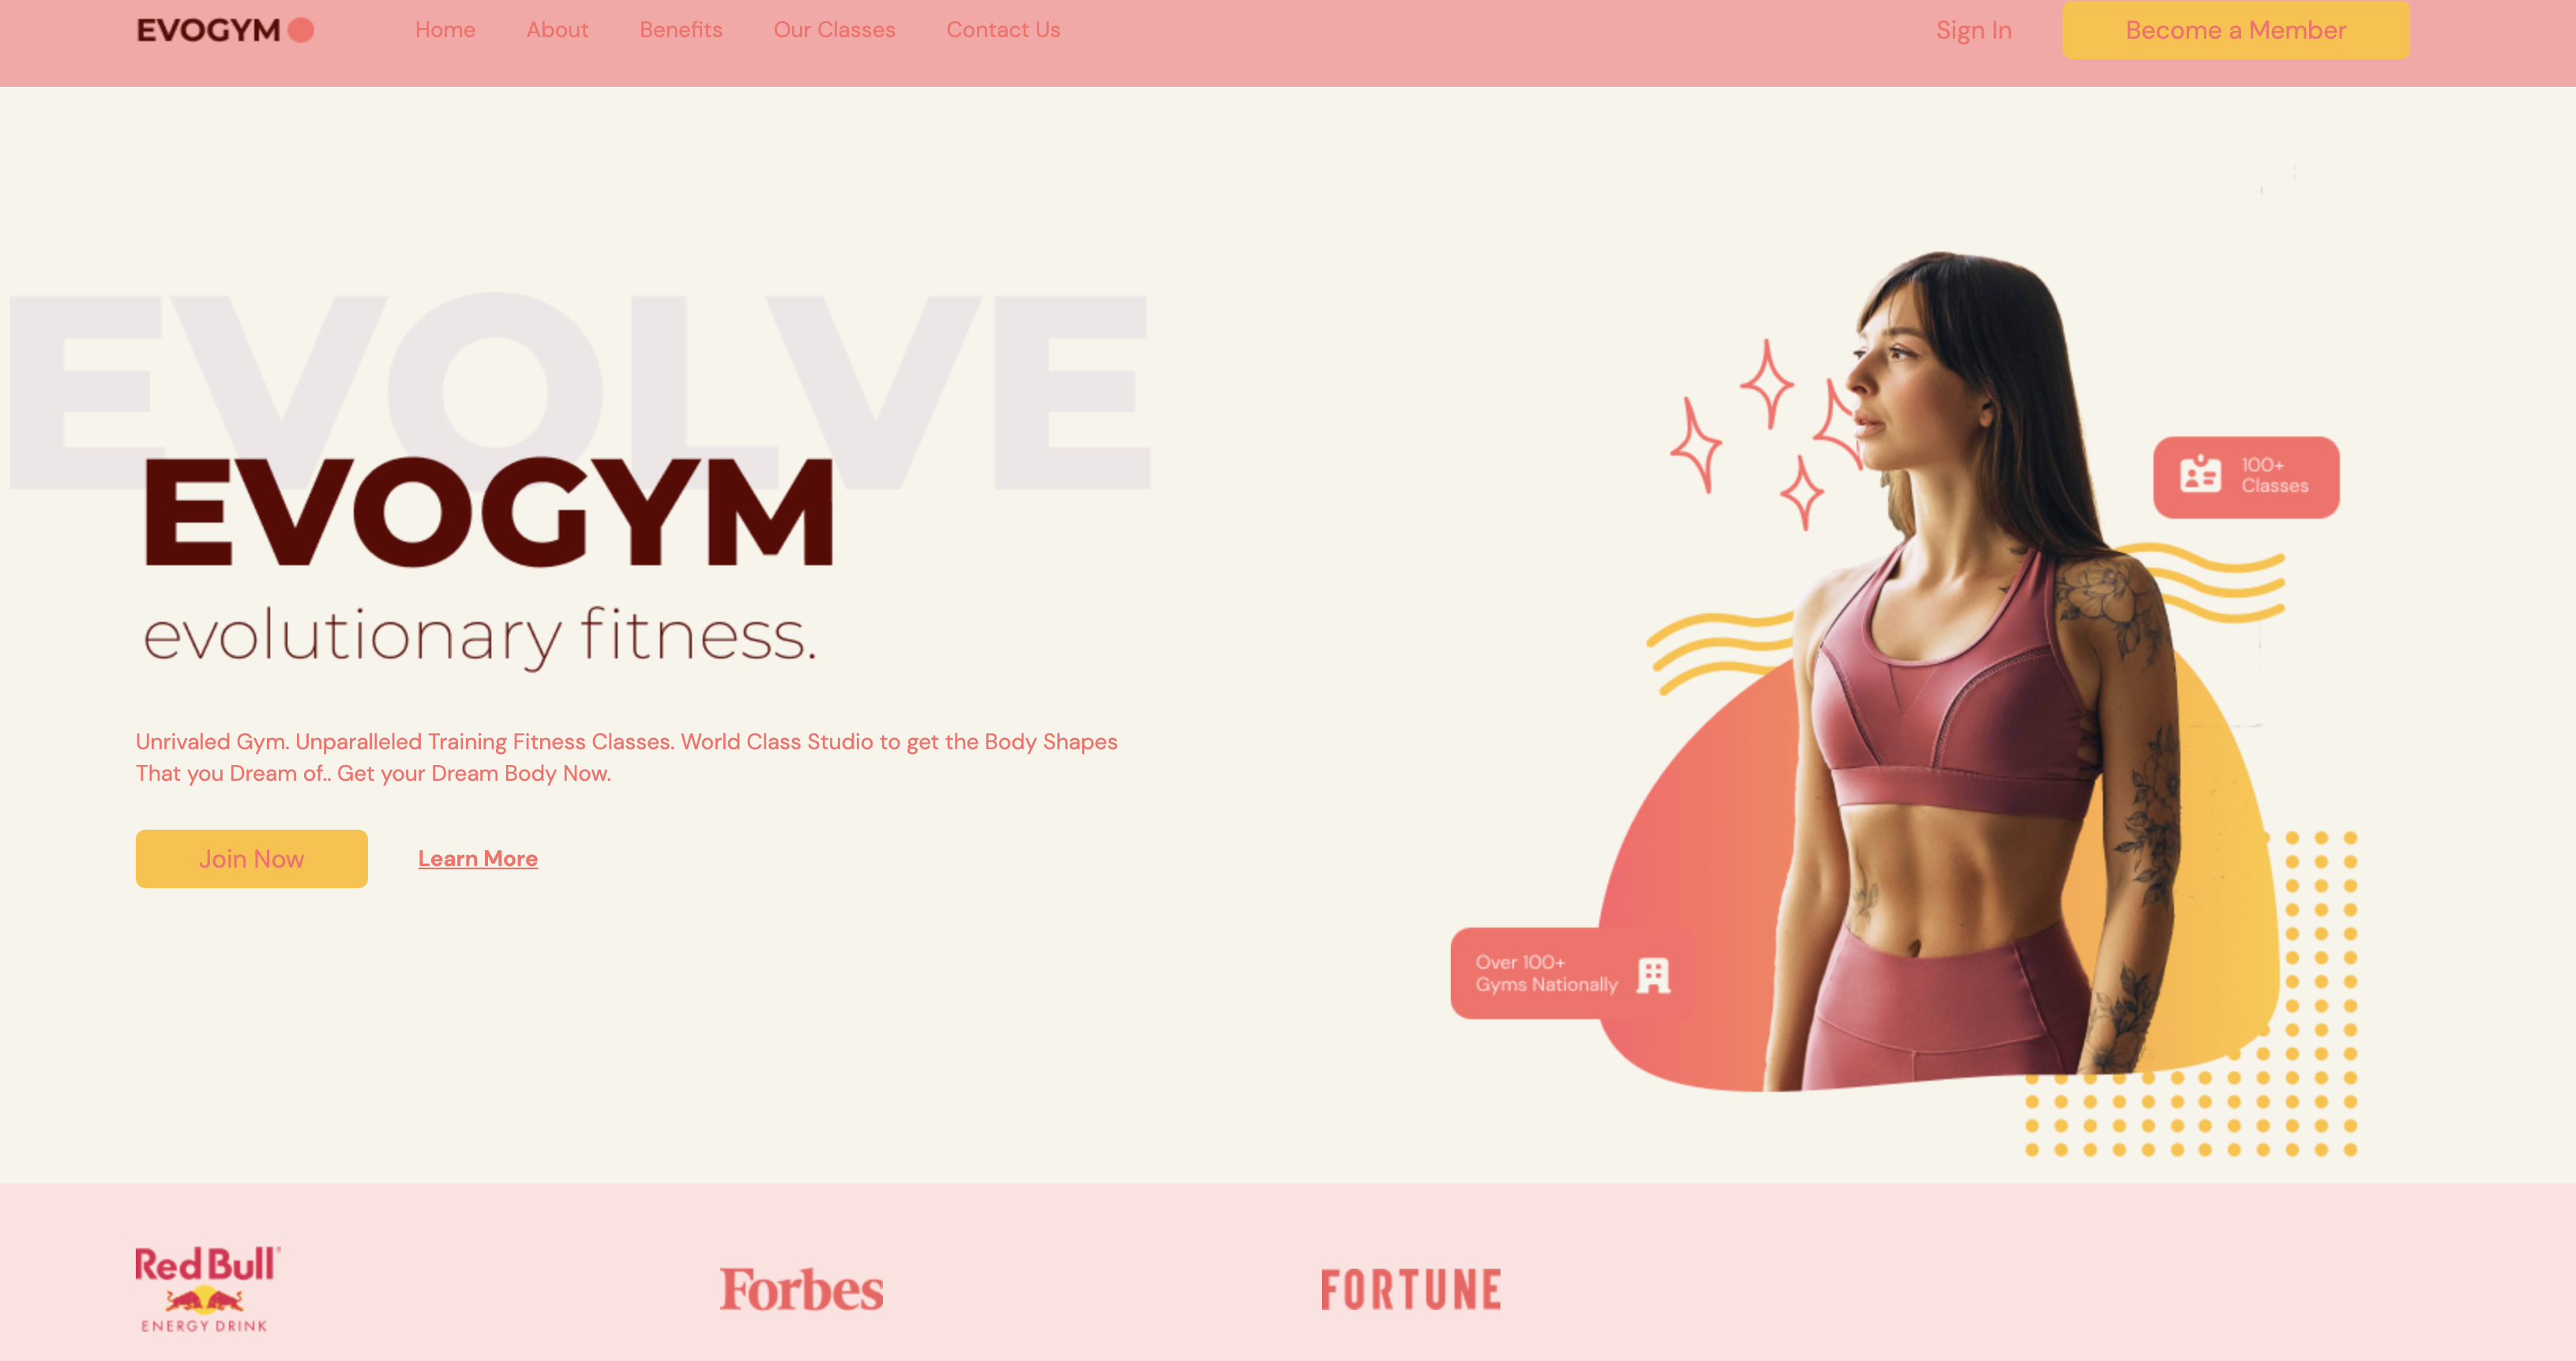 EVOGYM
Home
About
Benefits
Our Classes
Contact Us
Sign In
Become a Member
EVOLVE
EVOGYM
evolutionary fitness.
Unrivaled Gym. Unparalleled Training Fitness Classes. World Class Studio to get the Body Shapes
That you Dream of.. Get your Dream Body Now.
Join Now
Learn More
100+
Classes
Over 100+
Gyms Nationally
Red Bull
ENERGY DRINK
Forbes
FORTUNE